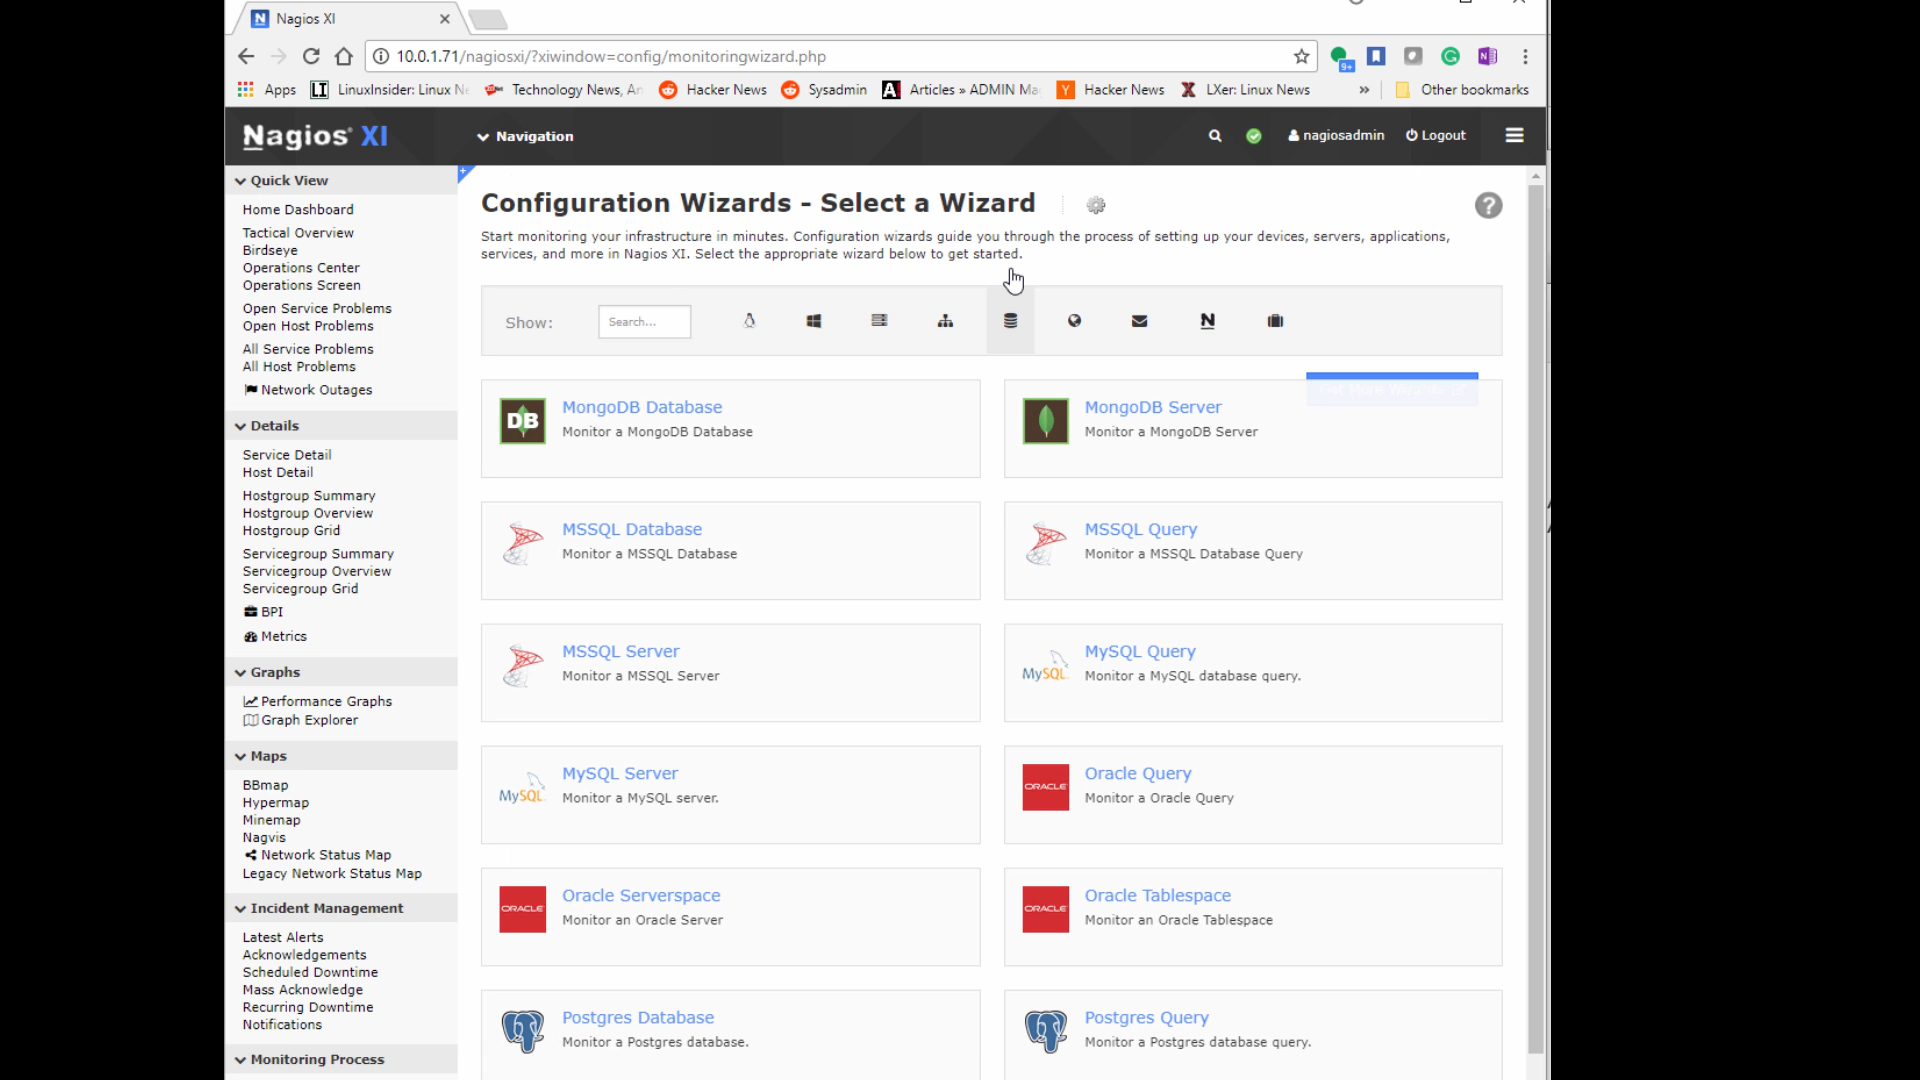 Nagios XI
10.0.1.71/nagiosxi/?xiwindow=config/monitoringwizard.php
9+
Apps
LinuxInsider: Linux Ne
Technology News, An
Hacker News
Sysadmin
Articles » ADMIN Ma
Hacker News
LXer: Linux News
»
Other bookmarks
Nagios® XI
Navigation
nagiosadmin
Logout
Quick View
Home Dashboard
Tactical Overview
Birdseye
Operations Center
Operations Screen
Open Service Problems
Open Host Problems
All Service Problems
All Host Problems
Network Outages
Details
Service Detail
Host Detail
Hostgroup Summary
Hostgroup Overview
Hostgroup Grid
Servicegroup Summary
Servicegroup Overview
Servicegroup Grid
BPI
Metrics
Graphs
Performance Graphs
Graph Explorer
Maps
BBmap
Hypermap
Minemap
Nagvis
Network Status Map
Legacy Network Status Map
Incident Management
Latest Alerts
Acknowledgements
Scheduled Downtime
Mass Acknowledge
Recurring Downtime
Notifications
Monitoring Process
Configuration Wizards - Select a Wizard
Start monitoring your infrastructure in minutes. Configuration wizards guide you through the process of setting up your devices, servers, applications,
services, and more in Nagios XI. Select the appropriate wizard below to get started.
Show:
Search...
DB
MongoDB Database
Monitor a MongoDB Database
MongoDB Server
Monitor a MongoDB Server
MSSQL Database
Monitor a MSSQL Database
MSSQL Query
Monitor a MSSQL Database Query
MSSQL Server
Monitor a MSSQL Server
MySQL
MySQL Query
Monitor a MySQL database query.
MySQL
MySQL Server
Monitor a MySQL server.
ORACLE
Oracle Query
Monitor a Oracle Query
ORACLE
Oracle Serverspace
Monitor an Oracle Server
ORACLE
Oracle Tablespace
Monitor an Oracle Tablespace
Postgres Database
Monitor a Postgres database.
Postgres Query
Monitor a Postgres database query.